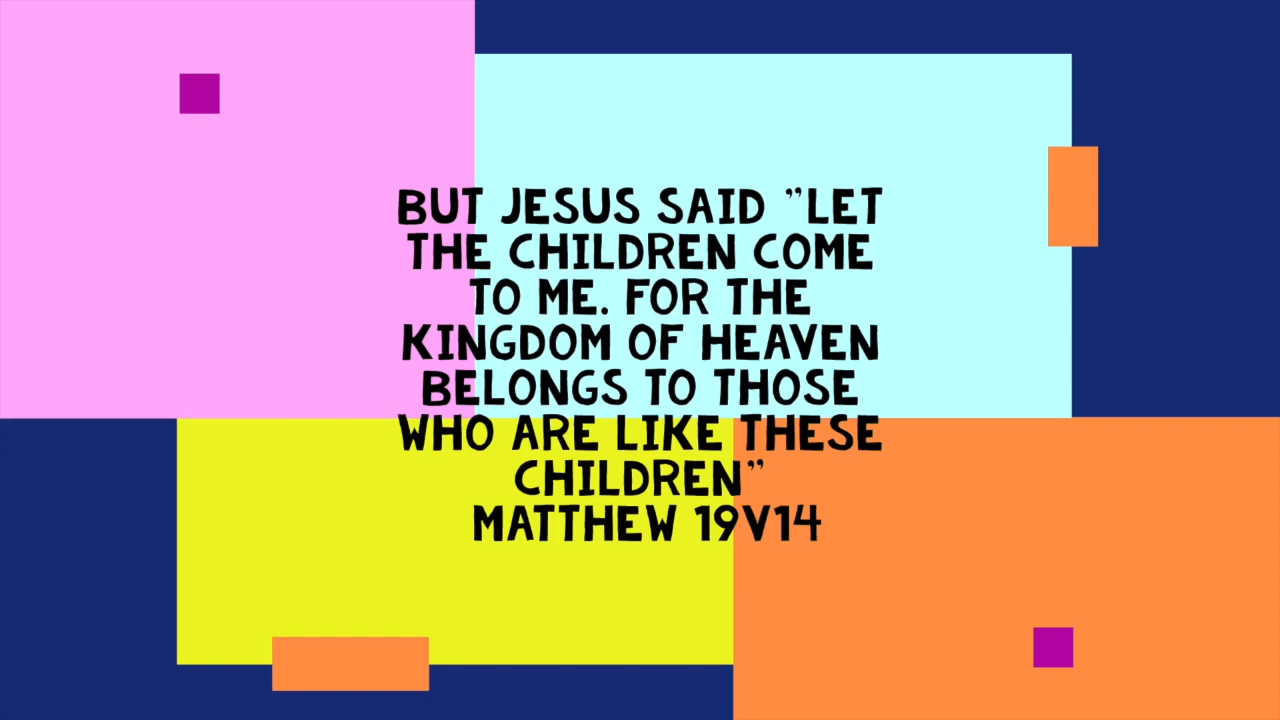 BUT JESUS SAID ”LET
THE CHILDREN COME
TO ME. FOR THE
KINGDOM OF HEAVEN
BELONGS TO THOSE
WHO ARE LIKE THESE
CHILDREN”
MATTHEW 19V14